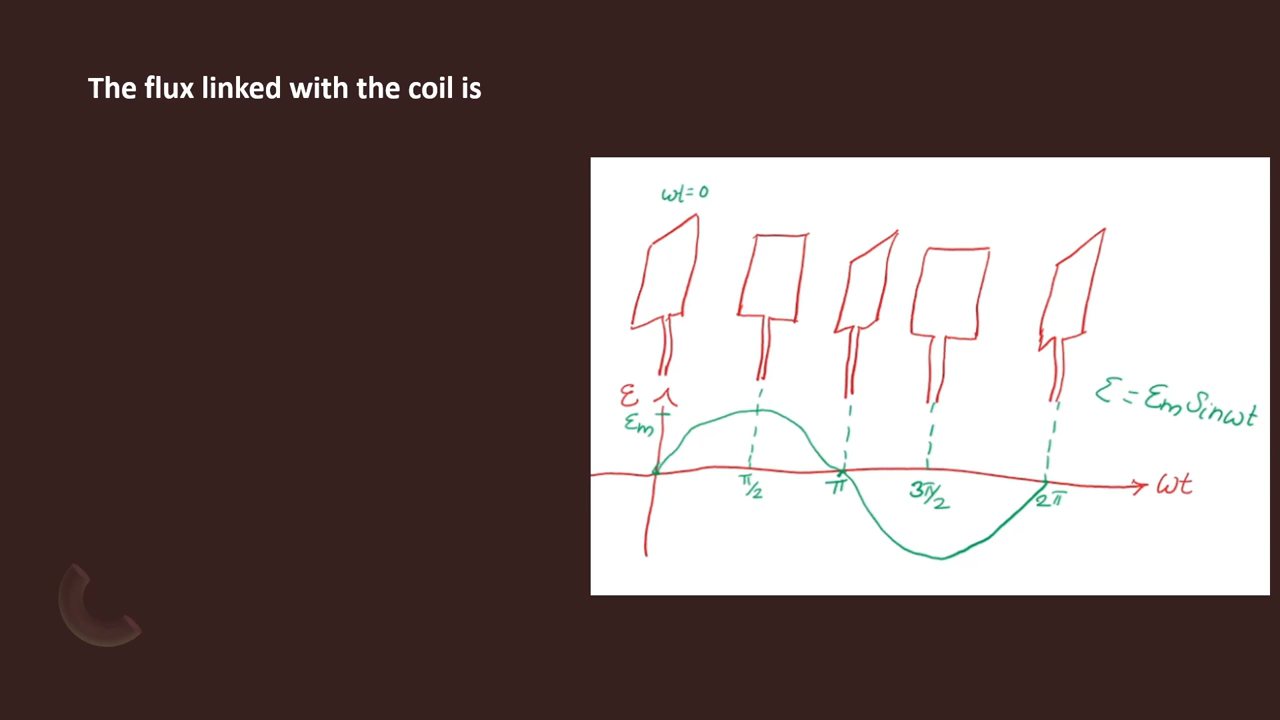 The flux linked with the coil is
ωt=0
ε
εm
ε = εm Sinωt
π/2
π
3π/2
2π
ωt